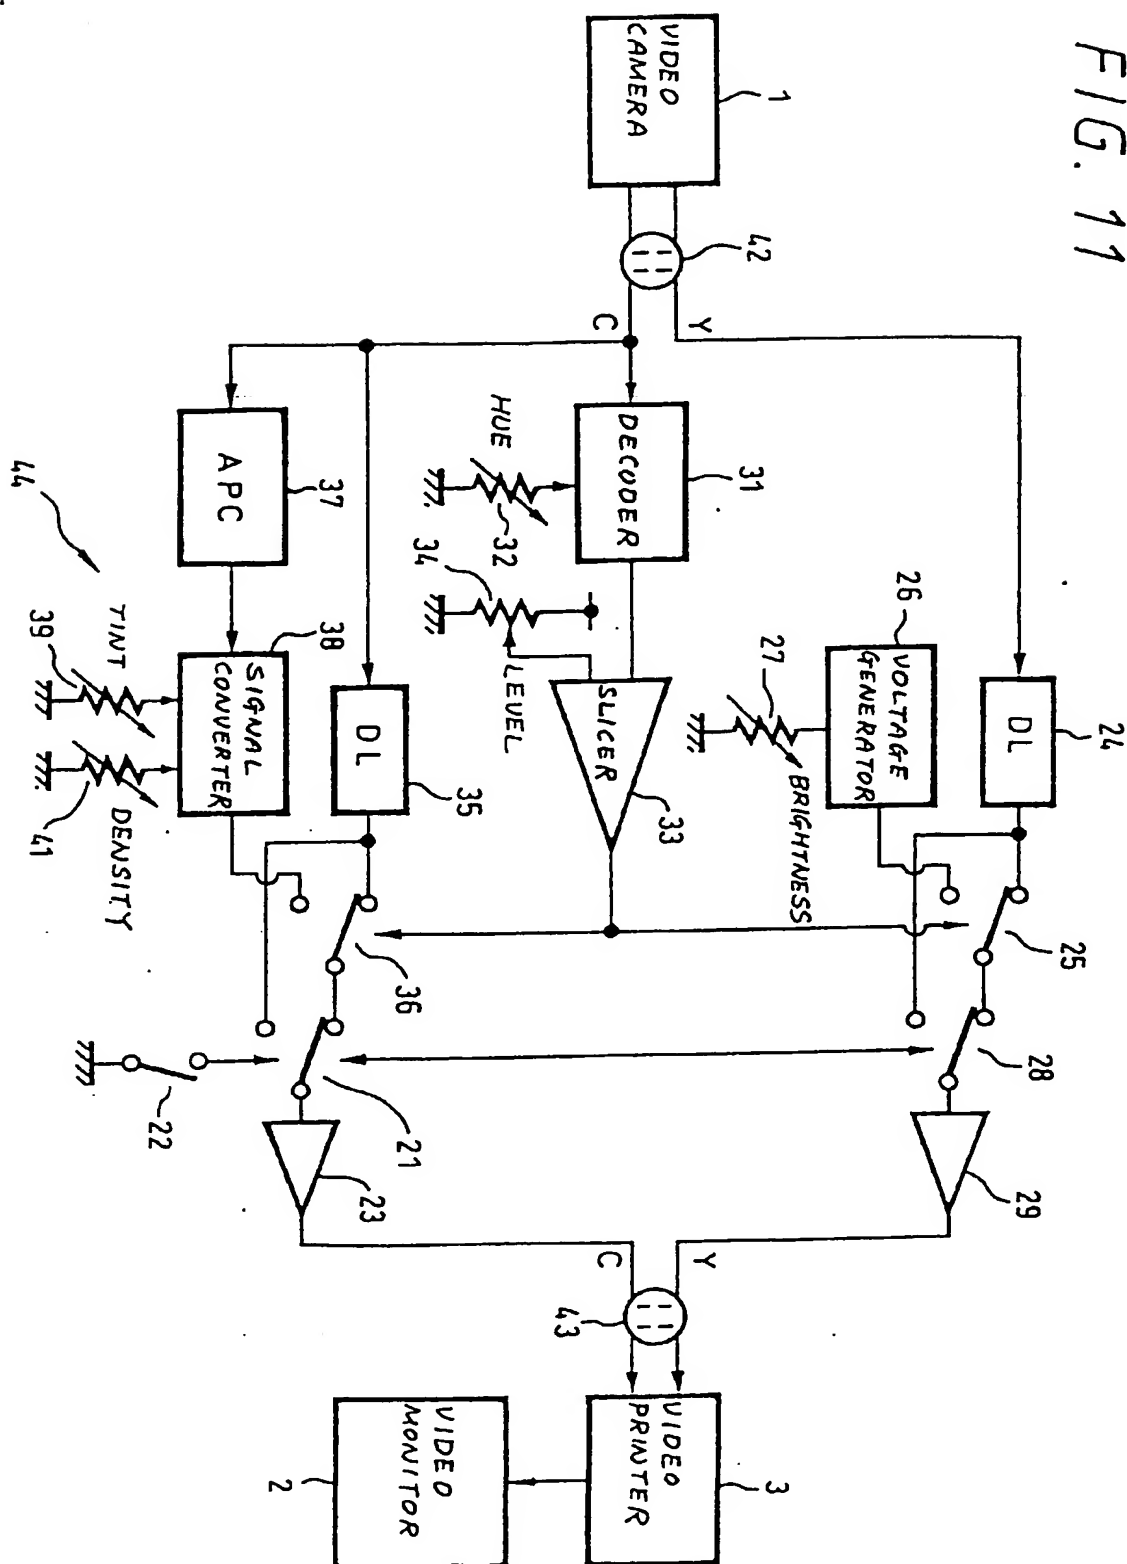 FIG. 11
VIDEO
CAMERA
1
42
Y
C
DECODER
31
HUE
32
34
LEVEL
SLICER
33
26
VOLTAGE
GENERATOR
27
BRIGHTNESS
DL
24
25
28
29
APC
37
44
TINT
39
38
SIGNAL
CONVERTER
41
DENSITY
DL
35
36
21
22
23
Y
C
43
VIDEO
PRINTER
3
VIDEO
MONITOR
2